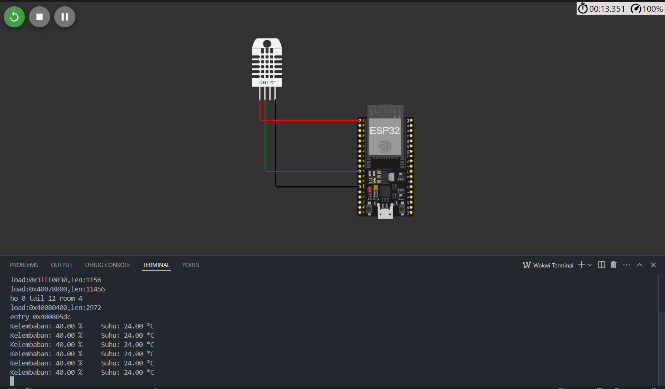 00:13.351 100%
DHT22
ESP32
PROBLEMS OUTPUT DEBUG CONSOLE TERMINAL PORTS
Wokwi Terminal
load:0x3fff0030,len:1156
load:0x40078000,len:11456
ho 0 tail 12 room 4
load:0x40080400,len:2972
entry 0x400805dc
Kelembaban: 40.00 % Suhu: 24.00 °C
Kelembaban: 40.00 % Suhu: 24.00 °C
Kelembaban: 40.00 % Suhu: 24.00 °C
Kelembaban: 40.00 % Suhu: 24.00 °C
Kelembaban: 40.00 % Suhu: 24.00 °C
Kelembaban: 40.00 % Suhu: 24.00 °C